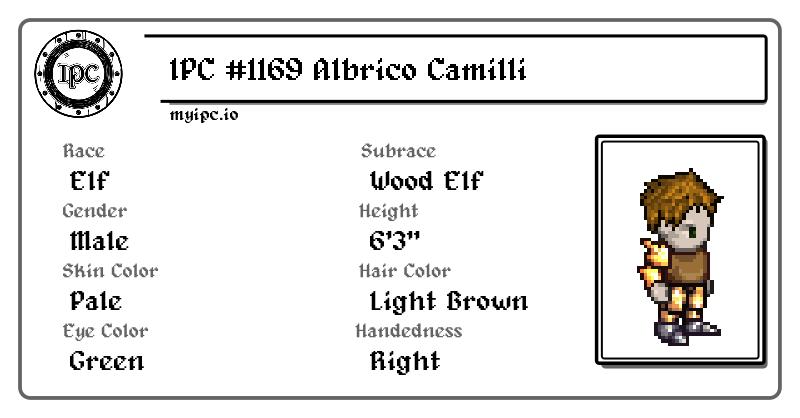 IPC
IPC #1169 Albrico Camilli
myipc.io
Race
Subrace
Elf
Wood Elf
Gender
Height
Male
6'3"
Skin Color
Hair Color
Pale
Light Brown
Eye Color
Handedness
Green
Right